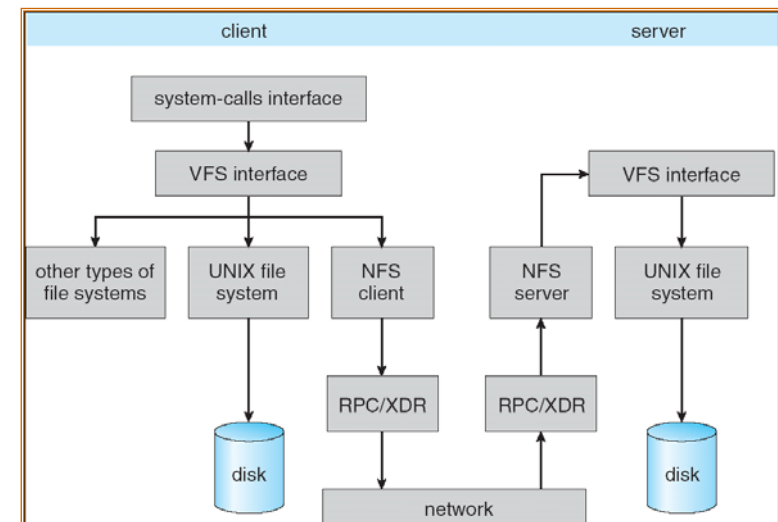 client
server
system-calls interface
VFS interface
VFS interface
other types of
file systems
UNIX file
system
NFS
client
NFS
server
UNIX file
system
RPC/XDR
RPC/XDR
disk
disk
network